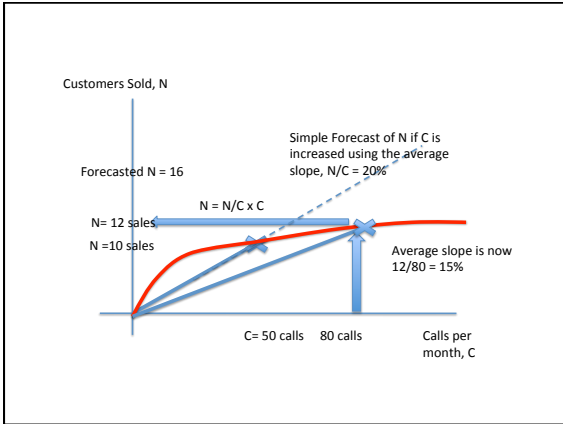 Customers Sold, N
Simple Forecast of N if C is
increased using the average
slope, N/C = 20%
Forecasted N = 16
N = N/C x C
N= 12 sales
N =10 sales
Average slope is now
12/80 = 15%
C= 50 calls
80 calls
Calls per
month, C